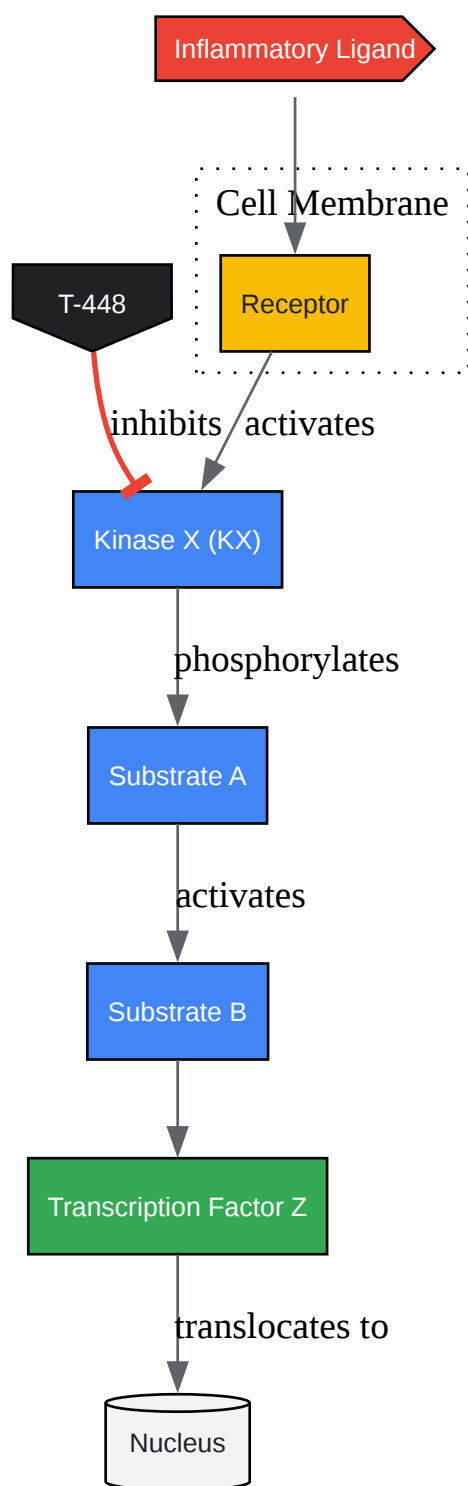 Inflammatory Ligand
Cell Membrane
T-448
Receptor
inhibits
activates
Kinase X (KX)
phosphorylates
Substrate A
activates
Substrate B
Transcription Factor Z
translocates to
Nucleus